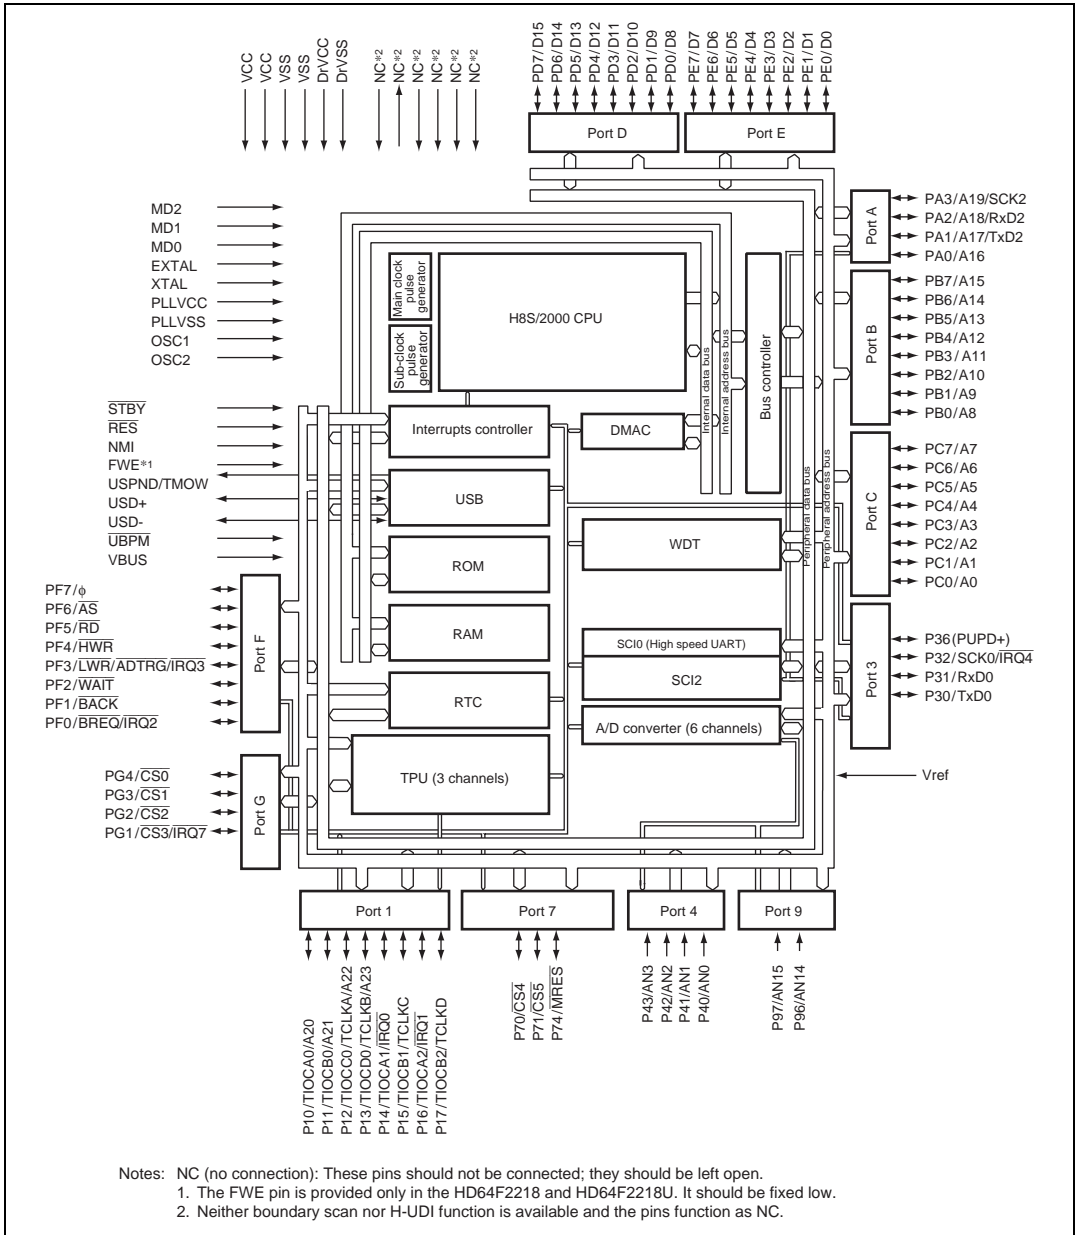 VCC
VCC
VSS
VSS
DrVCC
DrVSS
NC*2
NC*2
NC*2
NC*2
NC*2
NC*2
PD7/D15
PD6/D14
PD5/D13
PD4/D12
PD3/D11
PD2/D10
PD1/D9
PD0/D8
PE7/D7
PE6/D6
PE5/D5
PE4/D4
PE3/D3
PE2/D2
PE1/D1
PE0/D0
Port D
Port E
MD2
MD1
MD0
EXTAL
XTAL
PLLVCC
PLLVSS
OSC1
OSC2
STBY
RES
NMI
FWE*1
USPND/TMOW
USD+
USD-
UBPM
VBUS
PF7/ϕ
PF6/AS
PF5/RD
PF4/HWR
PF3/LWR/ADTRG/IRQ3
PF2/WAIT
PF1/BACK
PF0/BREQ/IRQ2
Port F
PG4/CS0
PG3/CS1
PG2/CS2
PG1/CS3/IRQ7
Port G
Main clock
pulse
generator
Sub-clock
pulse
generator
H8S/2000 CPU
Interrupts controller
DMAC
USB
ROM
RAM
RTC
TPU (3 channels)
WDT
SCI0 (High speed UART)
SCI2
A/D converter (6 channels)
Internal data bus
Internal address bus
Bus controller
Peripheral data bus
Peripheral address bus
Port A
PA3/A19/SCK2
PA2/A18/RxD2
PA1/A17/TxD2
PA0/A16
Port B
PB7/A15
PB6/A14
PB5/A13
PB4/A12
PB3/A11
PB2/A10
PB1/A9
PB0/A8
Port C
PC7/A7
PC6/A6
PC5/A5
PC4/A4
PC3/A3
PC2/A2
PC1/A1
PC0/A0
Port 3
P36 (PUPD+)
P32/SCK0/IRQ4
P31/RxD0
P30/TxD0
Vref
Port 1
Port 7
Port 4
Port 9
P10/TIOCA0/A20
P11/TIOCB0/A21
P12/TIOCC0/TCLKA/A22
P13/TIOCD0/TCLKB/A23
P14/TIOCA1/IRQ0
P15/TIOCB1/TCLKC
P16/TIOCA2/IRQ1
P17/TIOCB2/TCLKD
P70/CS4
P71/CS5
P74/MRES
P43/AN3
P42/AN2
P41/AN1
P40/AN0
P97/AN15
P96/AN14
Notes: NC (no connection): These pins should not be connected; they should be left open.
1. The FWE pin is provided only in the HD64F2218 and HD64F2218U. It should be fixed low.
2. Neither boundary scan nor H-UDI function is available and the pins function as NC.